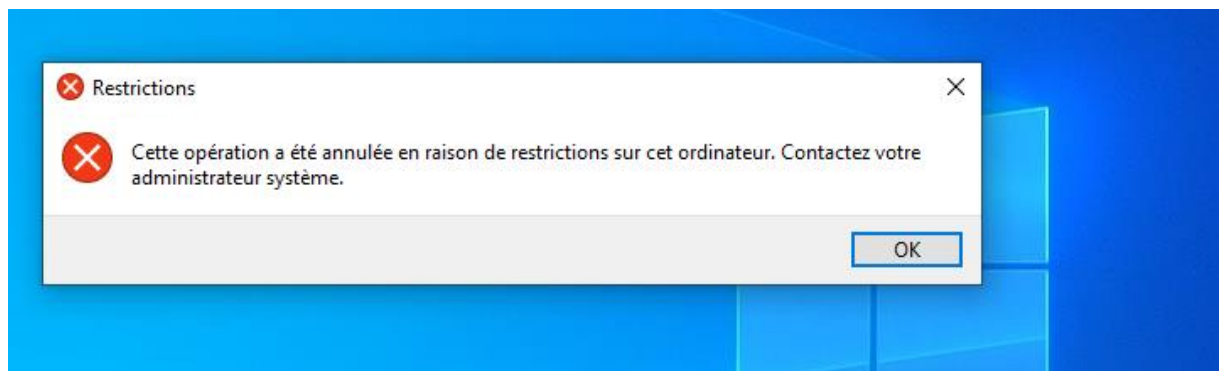 Restrictions
Cette opération a été annulée en raison de restrictions sur cet ordinateur. Contactez votre
administrateur système.
OK